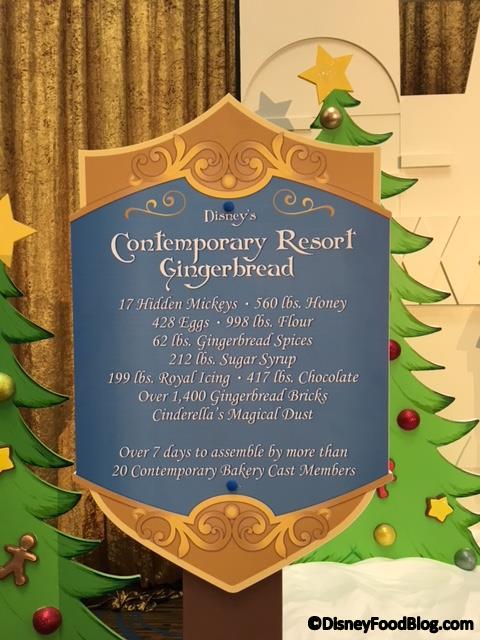 Disney's
Contemporary Resort
Gingerbread
17 Hidden Mickeys • 560 lbs. Honey
428 Eggs • 998 lbs. Flour
62 lbs. Gingerbread Spices
212 lbs. Sugar Syrup
199 lbs. Royal Icing • 417 lbs. Chocolate
Over 1,400 Gingerbread Bricks
Cinderella's Magical Dust
Over 7 days to assemble by more than
20 Contemporary Bakery Cast Members
©DisneyFoodBlog.com